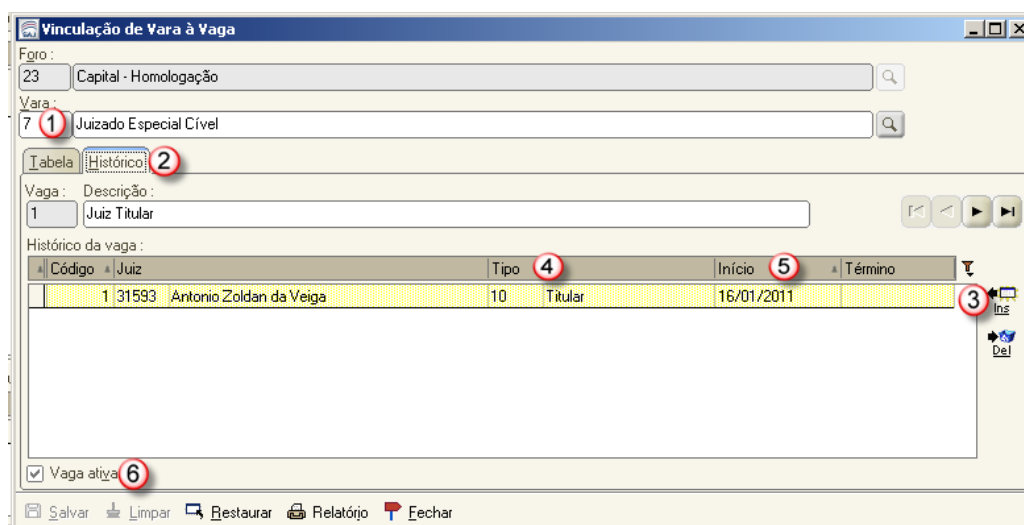 Vinculação de Vara à Vaga
Foro :
23 Capital - Homologação
Vara :
7 1 Juizado Especial Cível
Tabela Histórico 2
Vaga : Descrição :
1 Juiz Titular
Histórico da vaga :
Código Juiz Tipo 4 Início 5 Término
1 31593 Antonio Zoldan da Veiga 10 Titular 16/01/2011 3 Ins
Del
Vaga ativa 6
Salvar Limpar Restaurar Relatório Fechar